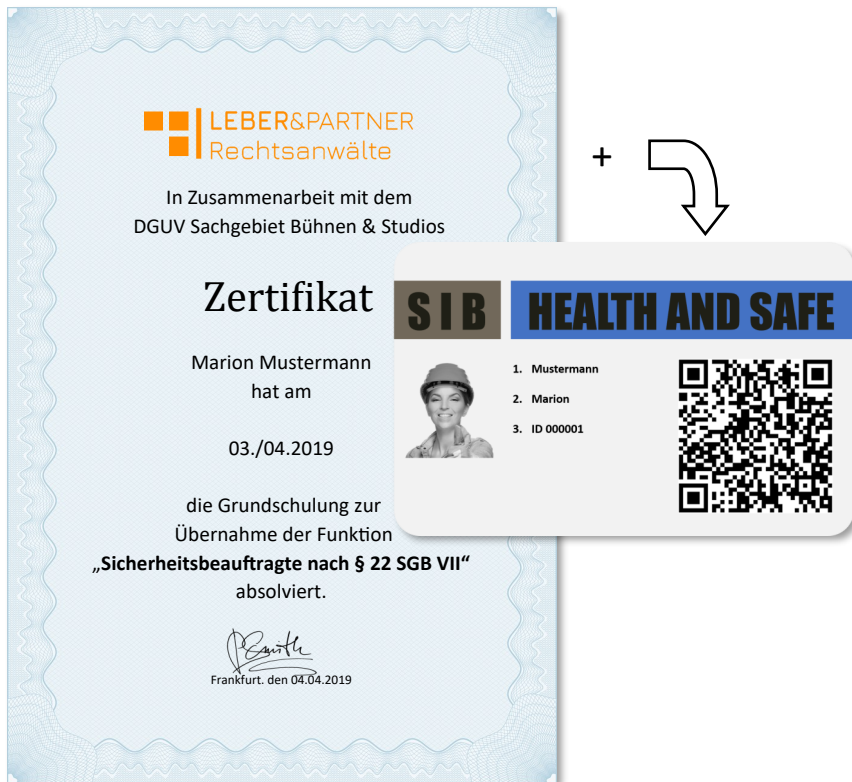 LEBER&PARTNER
Rechtsanwälte
In Zusammenarbeit mit dem
DGUV Sachgebiet Bühnen & Studios
Zertifikat
Marion Mustermann
hat am
03./04.2019
die Grundschulung zur
Übernahme der Funktion
„Sicherheitsbeauftragte nach § 22 SGB VII“
absolviert.
Frankfurt. den 04.04.2019
+
SIB HEALTH AND SAFE
1. Mustermann
2. Marion
3. ID 000001